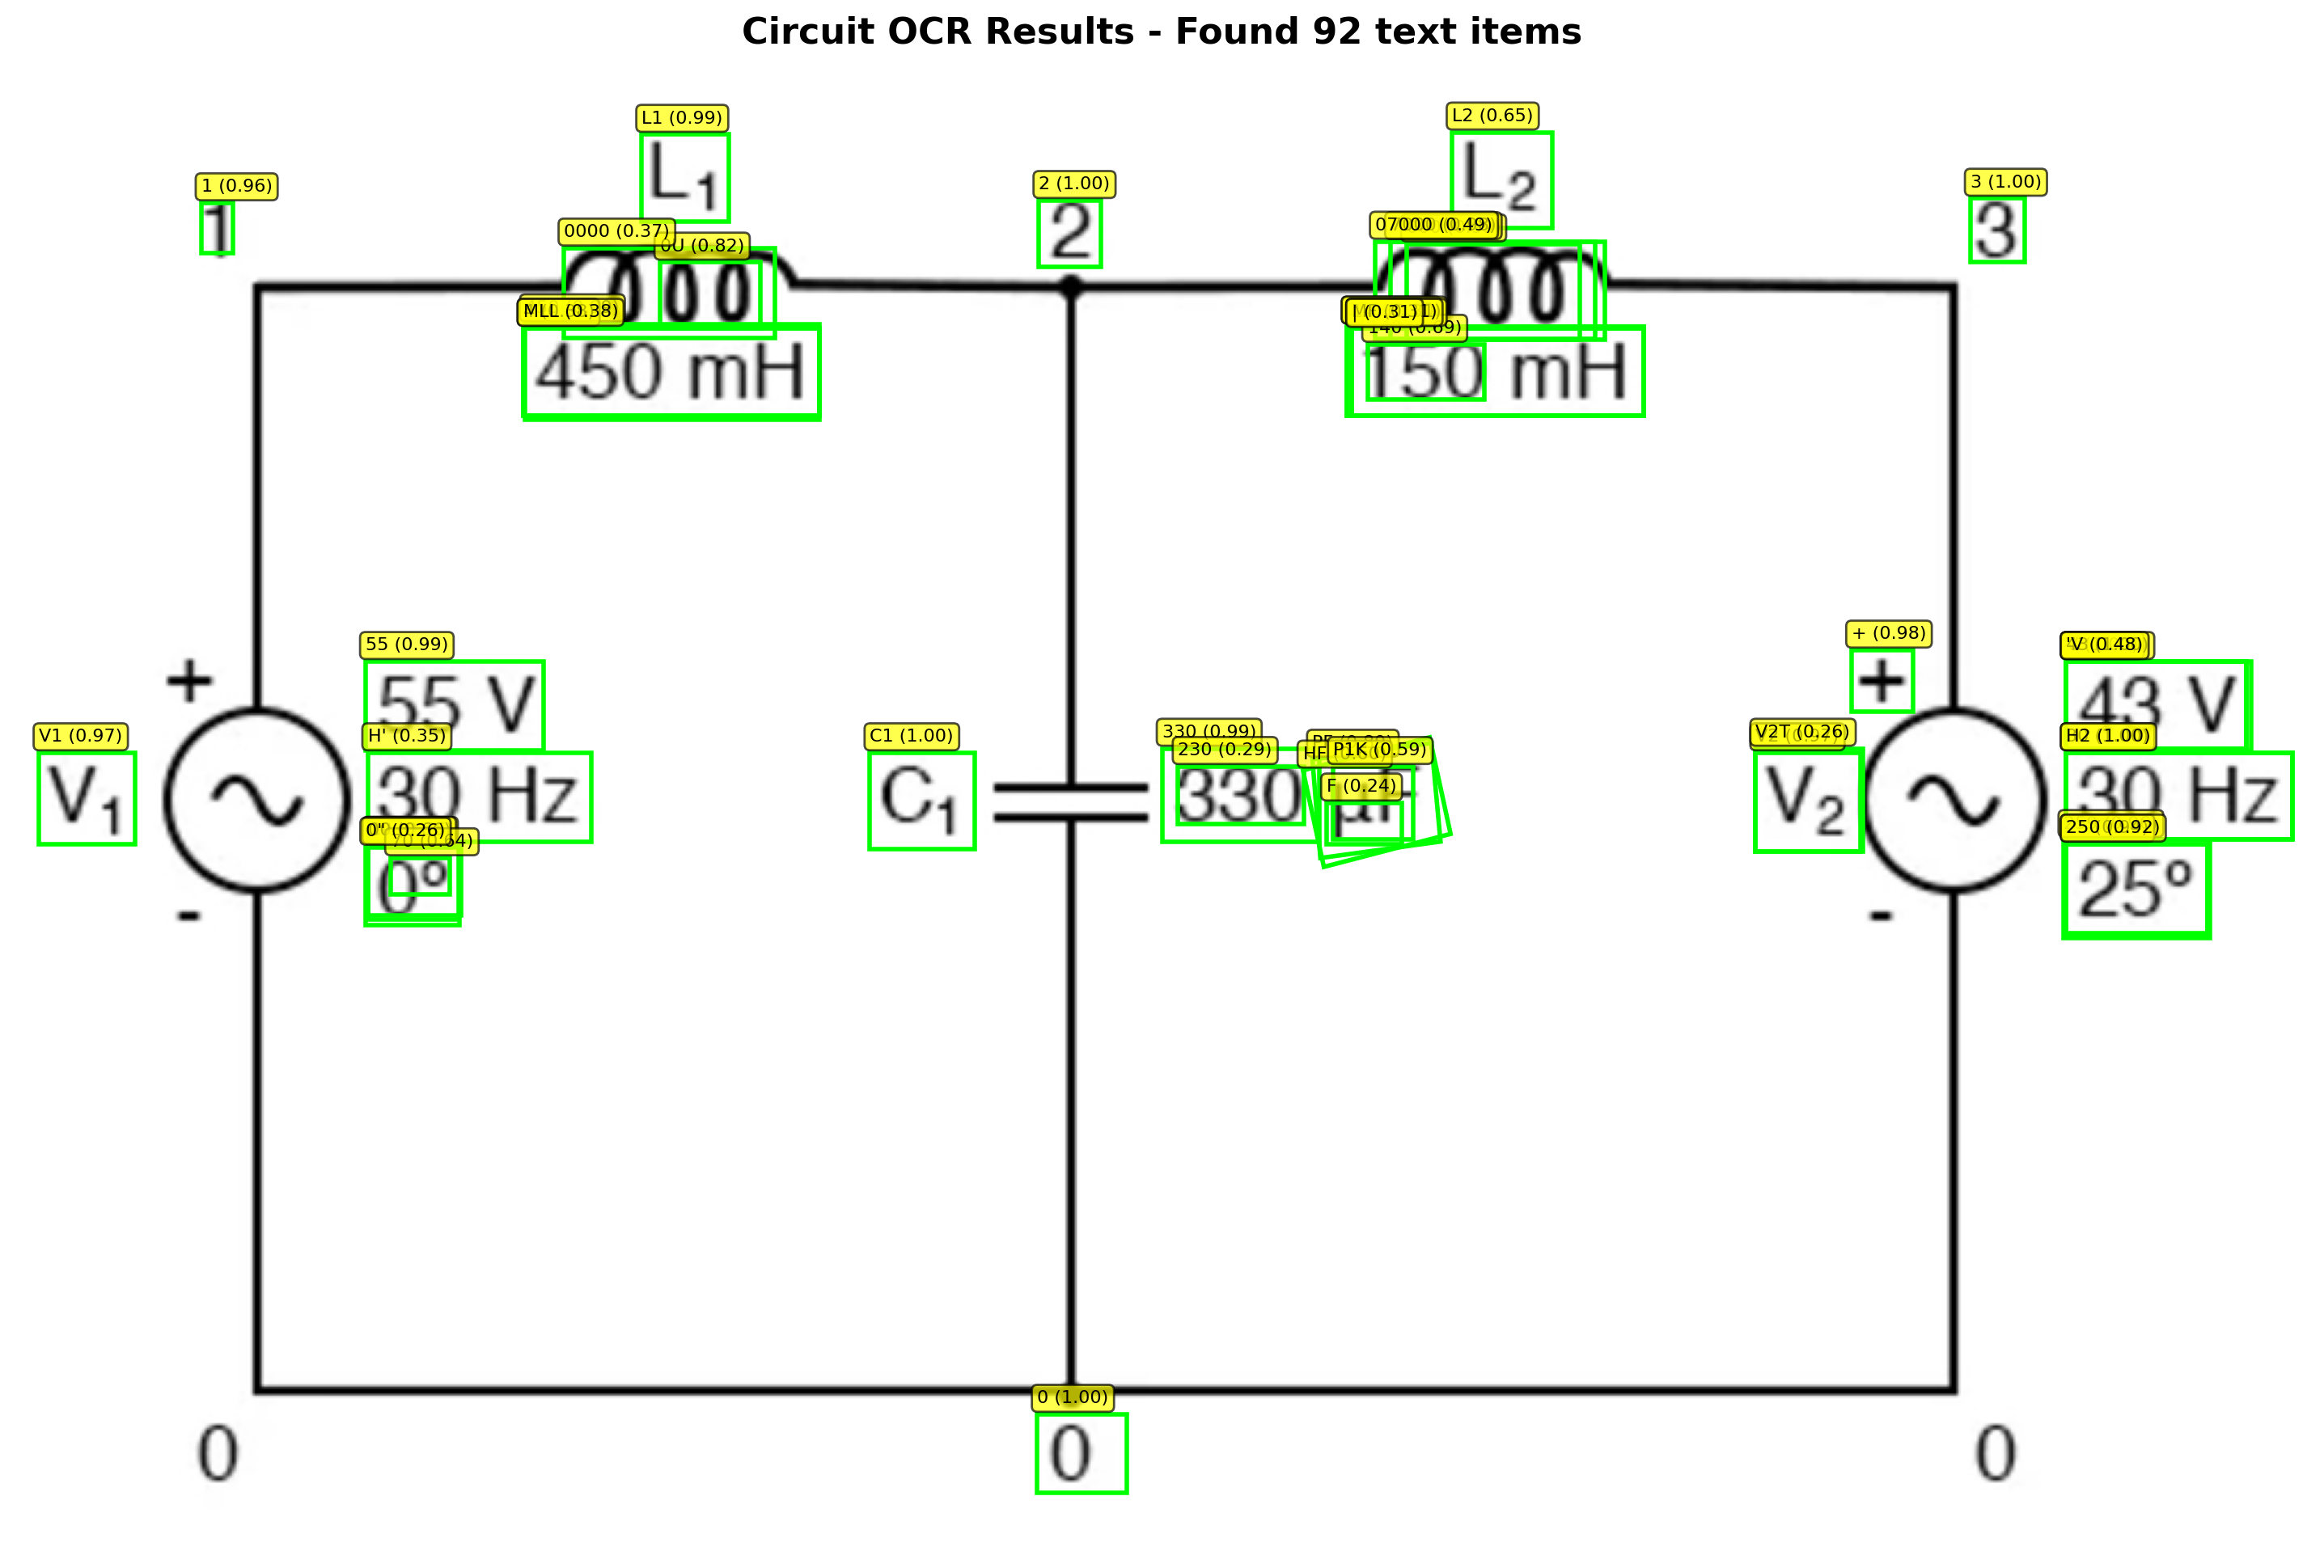 Circuit OCR Results - Found 92 text items
L1 (0.99)
L2 (0.65)
1 (0.96)
2 (1.00)
3 (1.00)
L1
L2
1
2
3
0000 (0.37)
0U (0.82)
07000 (0.49)
MLL (0.38)
| (0.31)
450 mH
150 mH
55 (0.99)
+ (0.98)
'V (0.48)
+
55 V
+
43 V
V1 (0.97)
H' (0.35)
C1 (1.00)
330 (0.99)
230 (0.29)
P1K (0.59)
V2T (0.26)
H2 (1.00)
V1
30 Hz
C1
330 µF
F (0.24)
V2
30 Hz
0" (0.26)
250 (0.92)
0º
25º
-
-
0 (1.00)
0
0
0